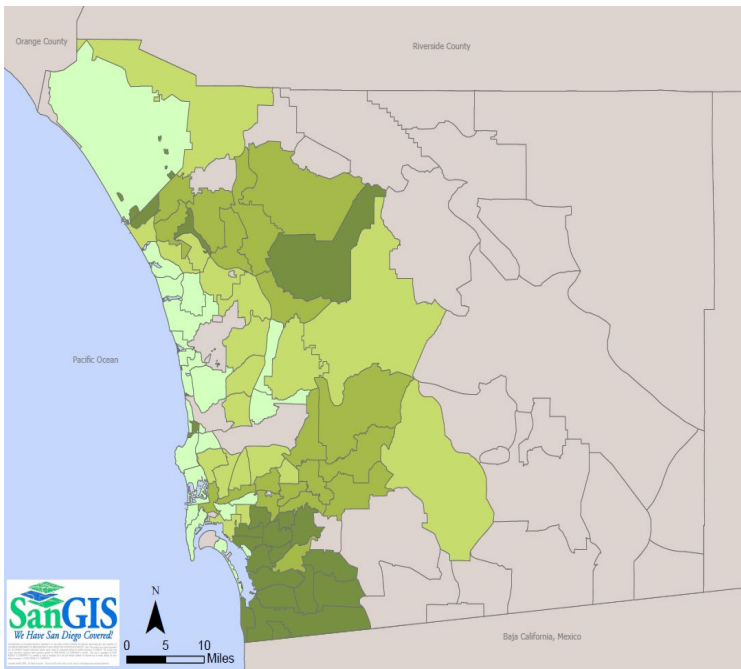 Orange County
Riverside County
Pacific Ocean
SanGIS
We Have San Diego Covered!
N
0 5 10
Miles
Baja California, Mexico